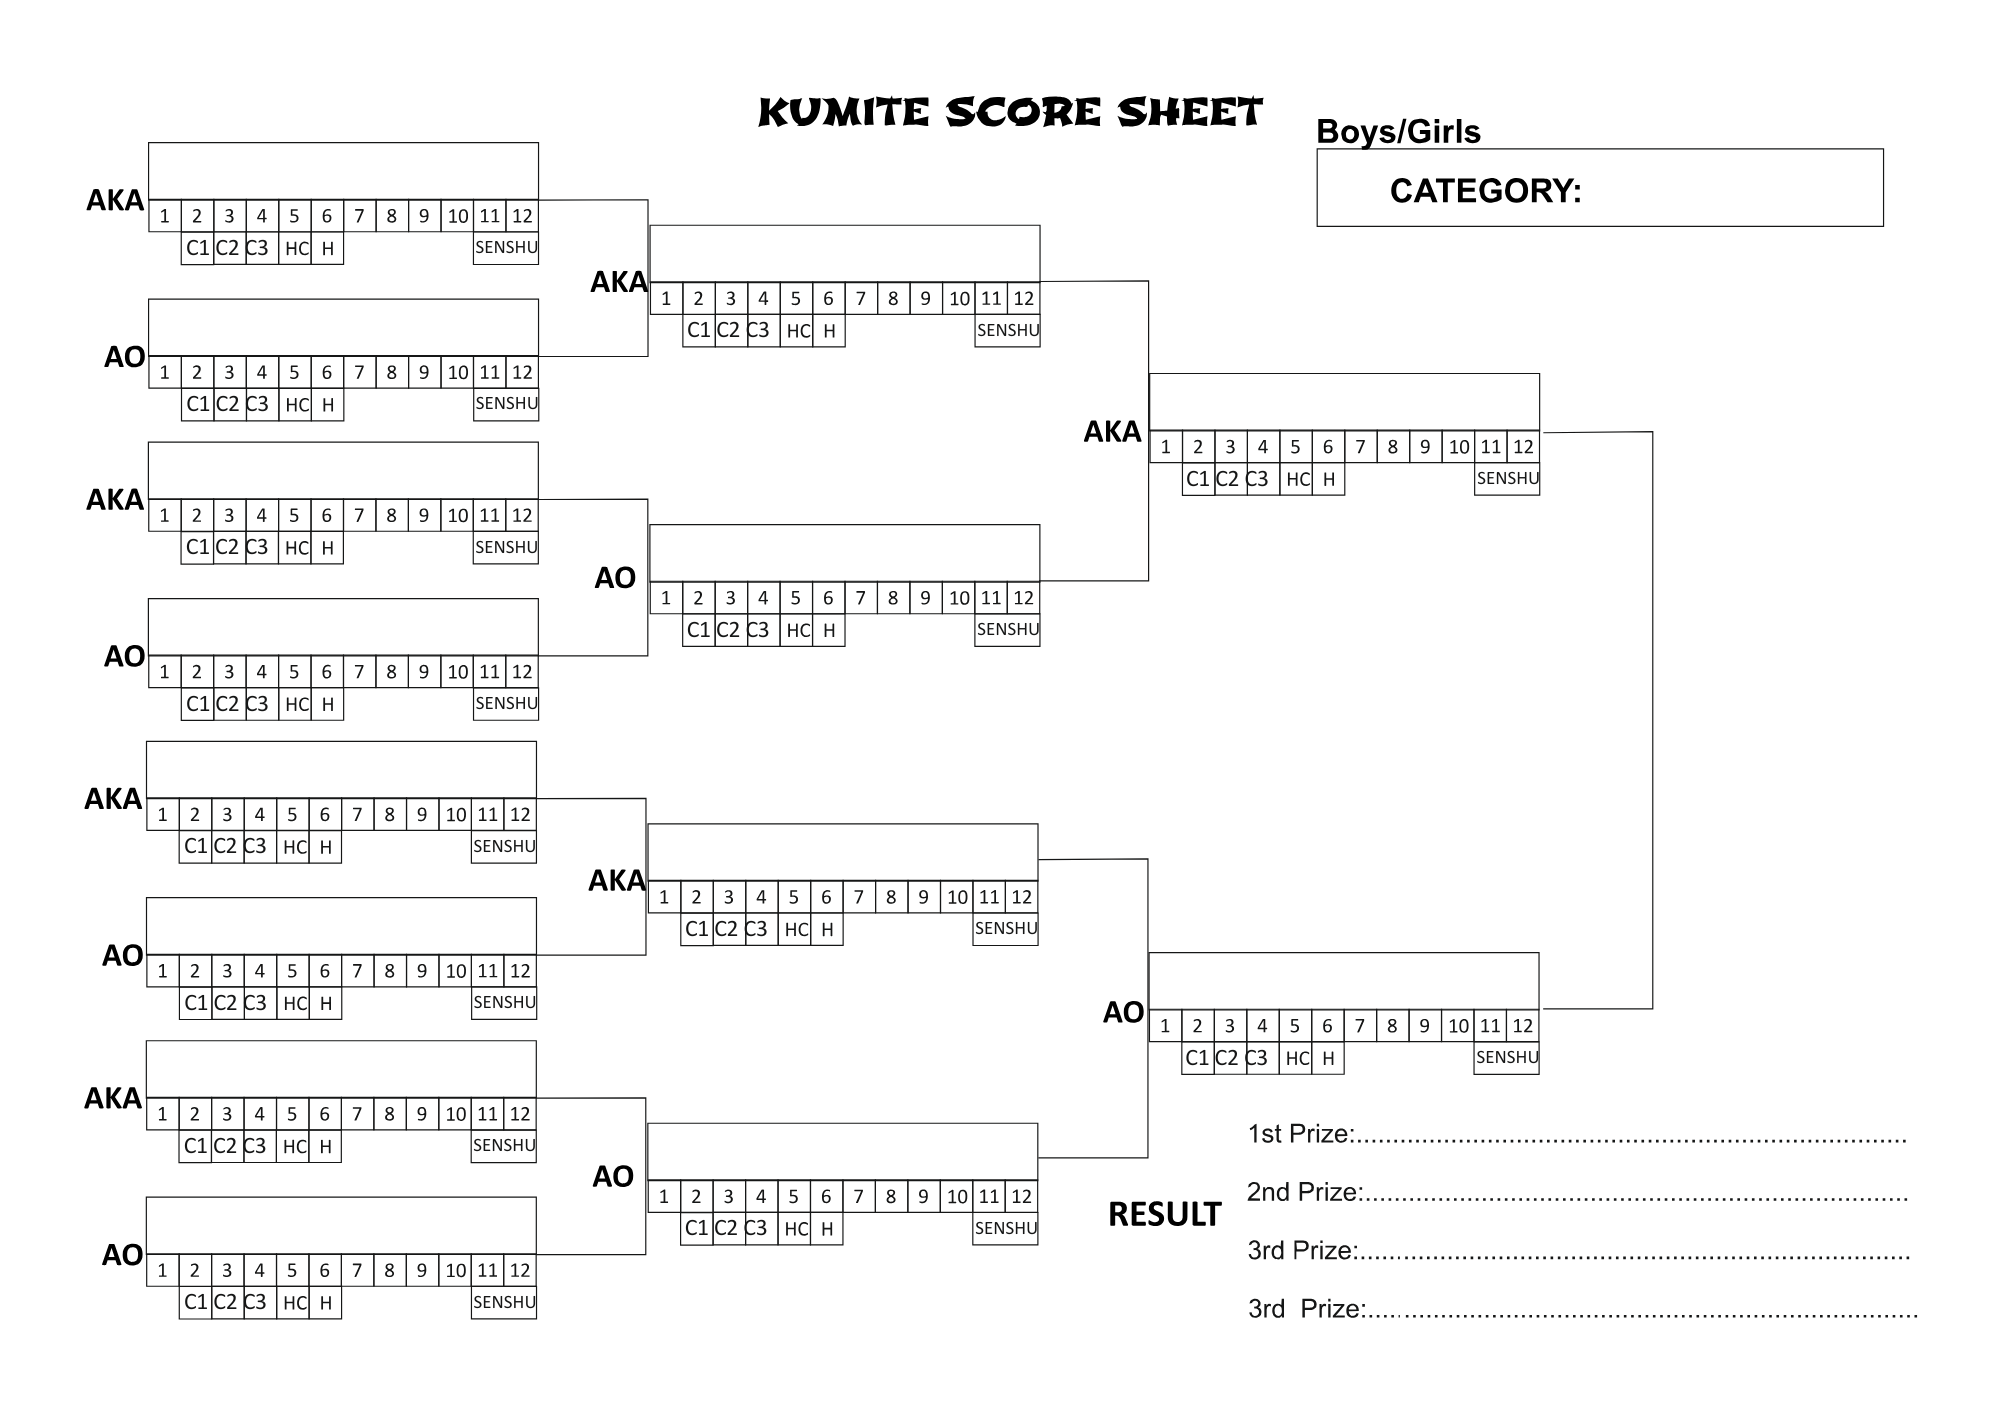 KUMITE SCORE SHEET
Boys/Girls
CATEGORY:
AKA
1 2 3 4 5 6 7 8 9 10 11 12
C1 C2 C3 HC H SENSHU
AO
1 2 3 4 5 6 7 8 9 10 11 12
C1 C2 C3 HC H SENSHU
AKA
1 2 3 4 5 6 7 8 9 10 11 12
C1 C2 C3 HC H SENSHU
AO
1 2 3 4 5 6 7 8 9 10 11 12
C1 C2 C3 HC H SENSHU
AKA
1 2 3 4 5 6 7 8 9 10 11 12
C1 C2 C3 HC H SENSHU
AO
1 2 3 4 5 6 7 8 9 10 11 12
C1 C2 C3 HC H SENSHU
AKA
1 2 3 4 5 6 7 8 9 10 11 12
C1 C2 C3 HC H SENSHU
AO
1 2 3 4 5 6 7 8 9 10 11 12
C1 C2 C3 HC H SENSHU
AKA
1 2 3 4 5 6 7 8 9 10 11 12
C1 C2 C3 HC H SENSHU
AO
1 2 3 4 5 6 7 8 9 10 11 12
C1 C2 C3 HC H SENSHU
AKA
1 2 3 4 5 6 7 8 9 10 11 12
C1 C2 C3 HC H SENSHU
AO
1 2 3 4 5 6 7 8 9 10 11 12
C1 C2 C3 HC H SENSHU
AKA
1 2 3 4 5 6 7 8 9 10 11 12
C1 C2 C3 HC H SENSHU
AO
1 2 3 4 5 6 7 8 9 10 11 12
C1 C2 C3 HC H SENSHU
RESULT
1st Prize:...........................................................................
2nd Prize:..........................................................................
3rd Prize:...........................................................................
3rd  Prize:...........................................................................